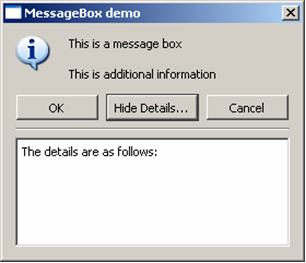 MessageBox demo
This is a message box
This is additional information
OK
Hide Details...
Cancel
The details are as follows: